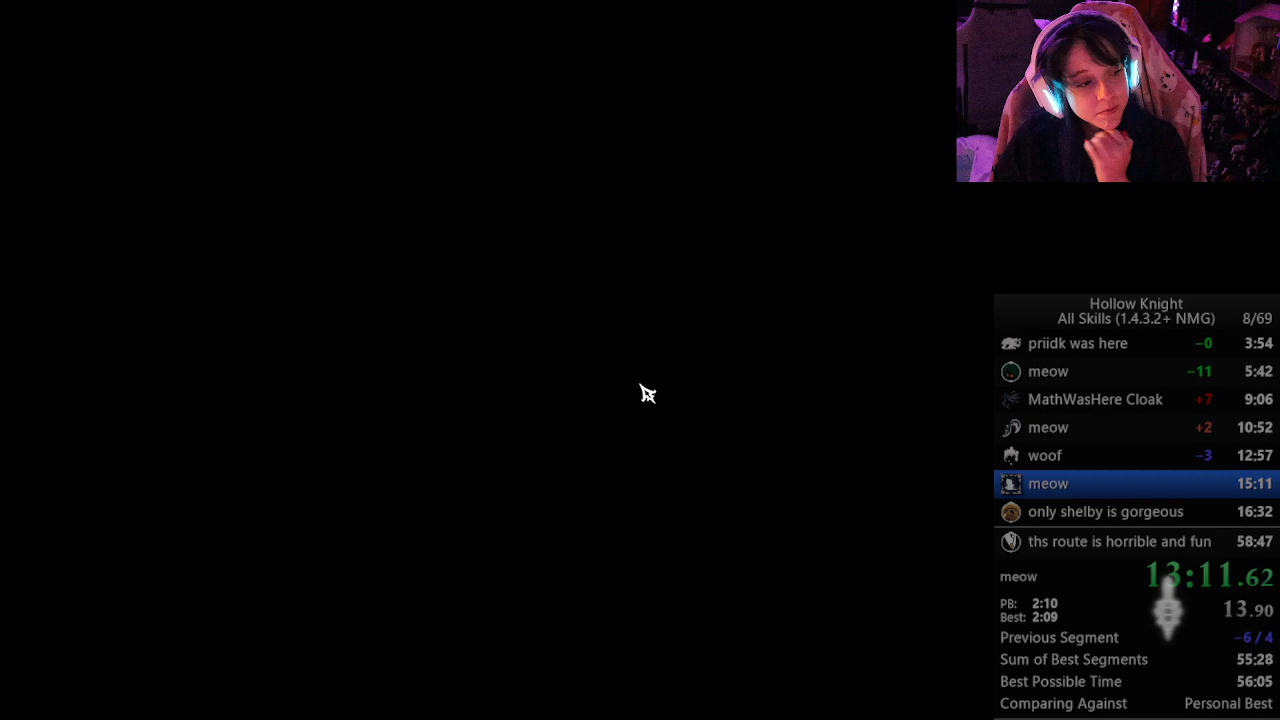 Hollow Knight
All Skills (1.4.3.2+ NMG) 8/69
priidk was here −0 3:54
meow −11 5:42
MathWasHere Cloak +7 9:06
meow +2 10:52
woof −3 12:57
meow 15:11
only shelby is gorgeous 16:32
ths route is horrible and fun 58:47
meow 13:11.62
PB: 2:10 13.90
Best: 2:09
Previous Segment −6 / 4
Sum of Best Segments 55:28
Best Possible Time 56:05
Comparing Against Personal Best